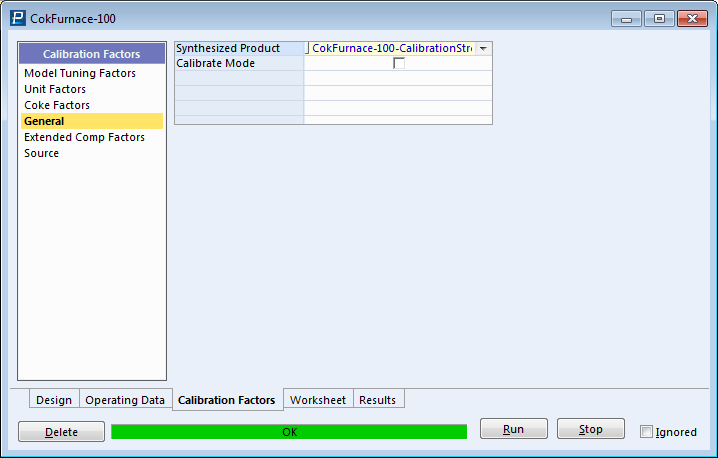 CokFurnace-100
Calibration Factors
Model Tuning Factors
Unit Factors
Coke Factors
General
Extended Comp Factors
Source
Synthesized Product CokFurnace-100-CalibrationStr
Calibrate Mode
Design Operating Data Calibration Factors Worksheet Results
Delete OK Run Stop Ignored